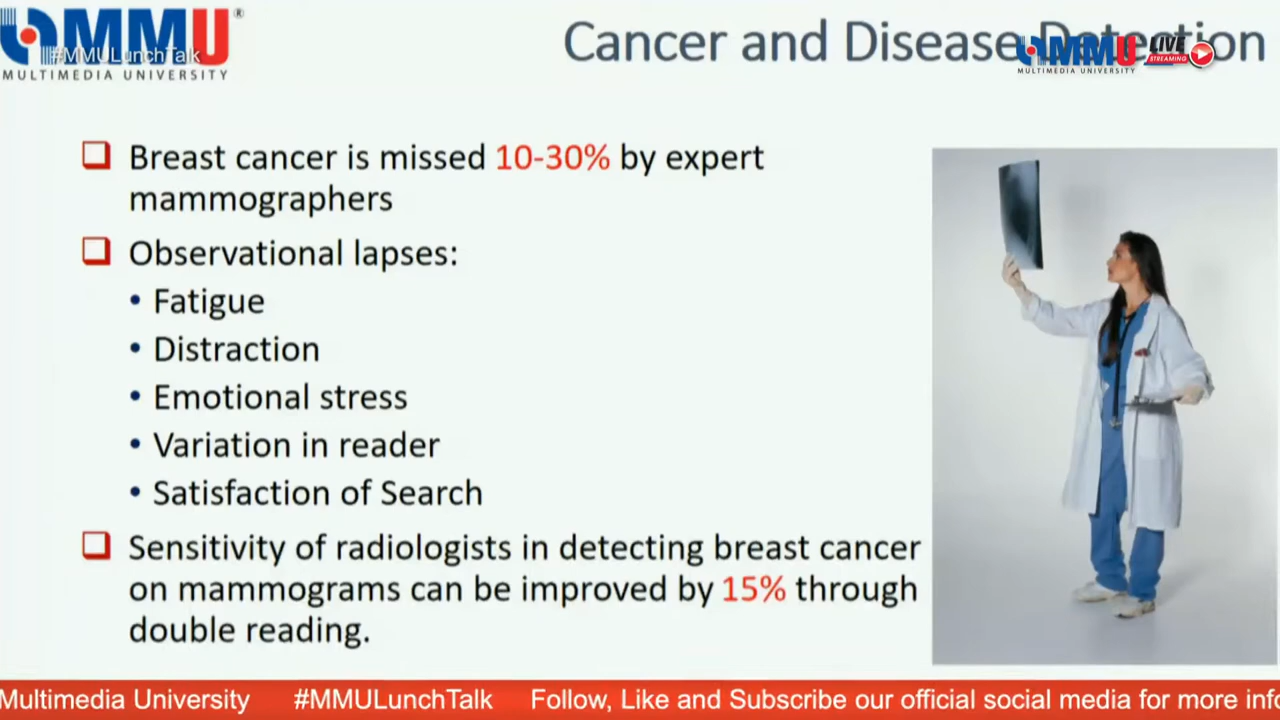 MMU®
#MMULunchTalk
MULTIMEDIA UNIVERSITY
Cancer and Disease Detection
MMU
MULTIMEDIA UNIVERSITY
LIVE
STREAMING
Breast cancer is missed 10-30% by expert
mammographers
Observational lapses:
• Fatigue
• Distraction
• Emotional stress
• Variation in reader
• Satisfaction of Search
Sensitivity of radiologists in detecting breast cancer
on mammograms can be improved by 15% through
double reading.
Multimedia University #MMULunchTalk Follow, Like and Subscribe our official social media for more info